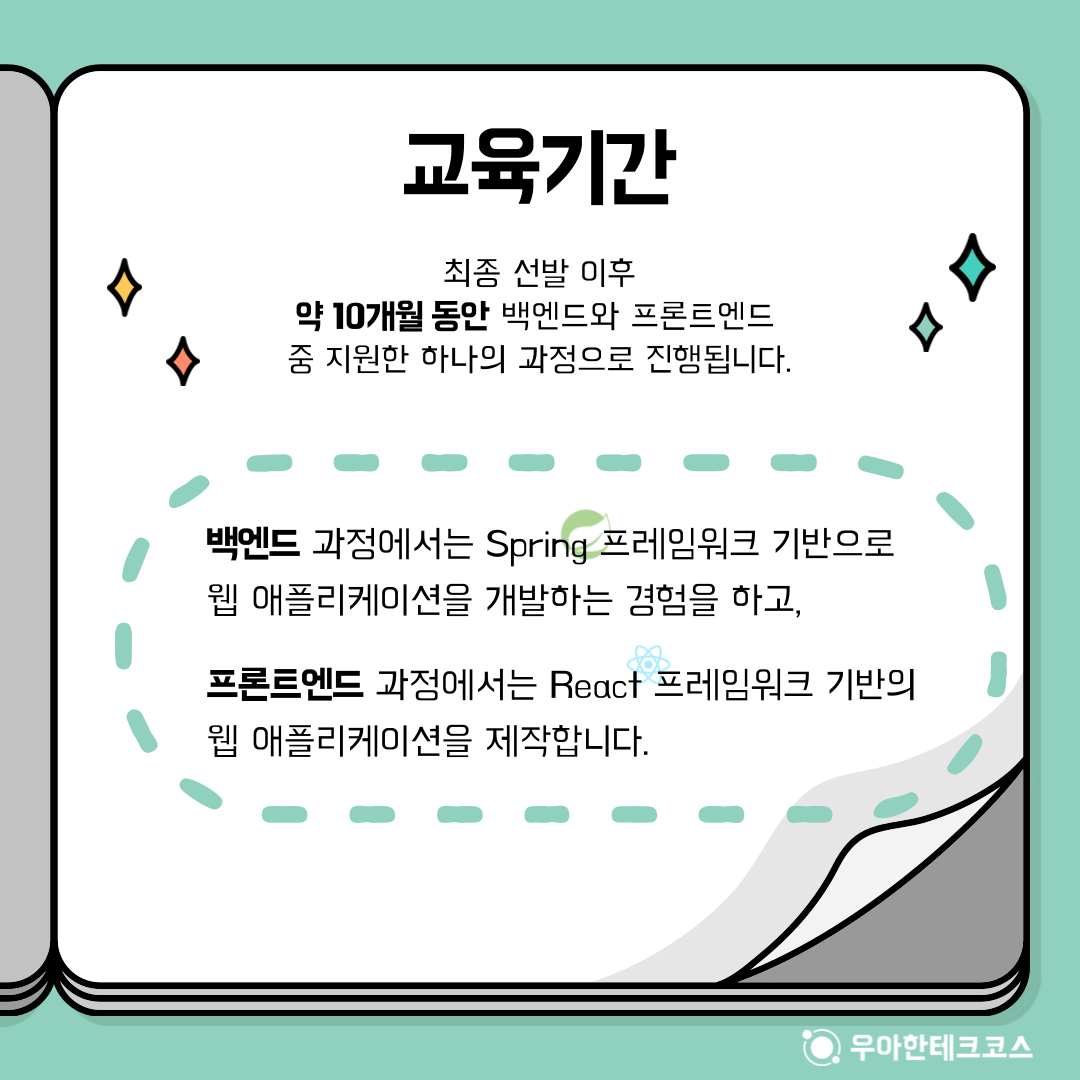 교육기간
최종 선발 이후
약 10개월 동안 백엔드와 프론트엔드
중 지원한 하나의 과정으로 진행됩니다.
백엔드 과정에서는 Spring 프레임워크 기반으로
웹 애플리케이션을 개발하는 경험을 하고,
프론트엔드 과정에서는 React 프레임워크 기반의
웹 애플리케이션을 제작합니다.
우아한테크코스